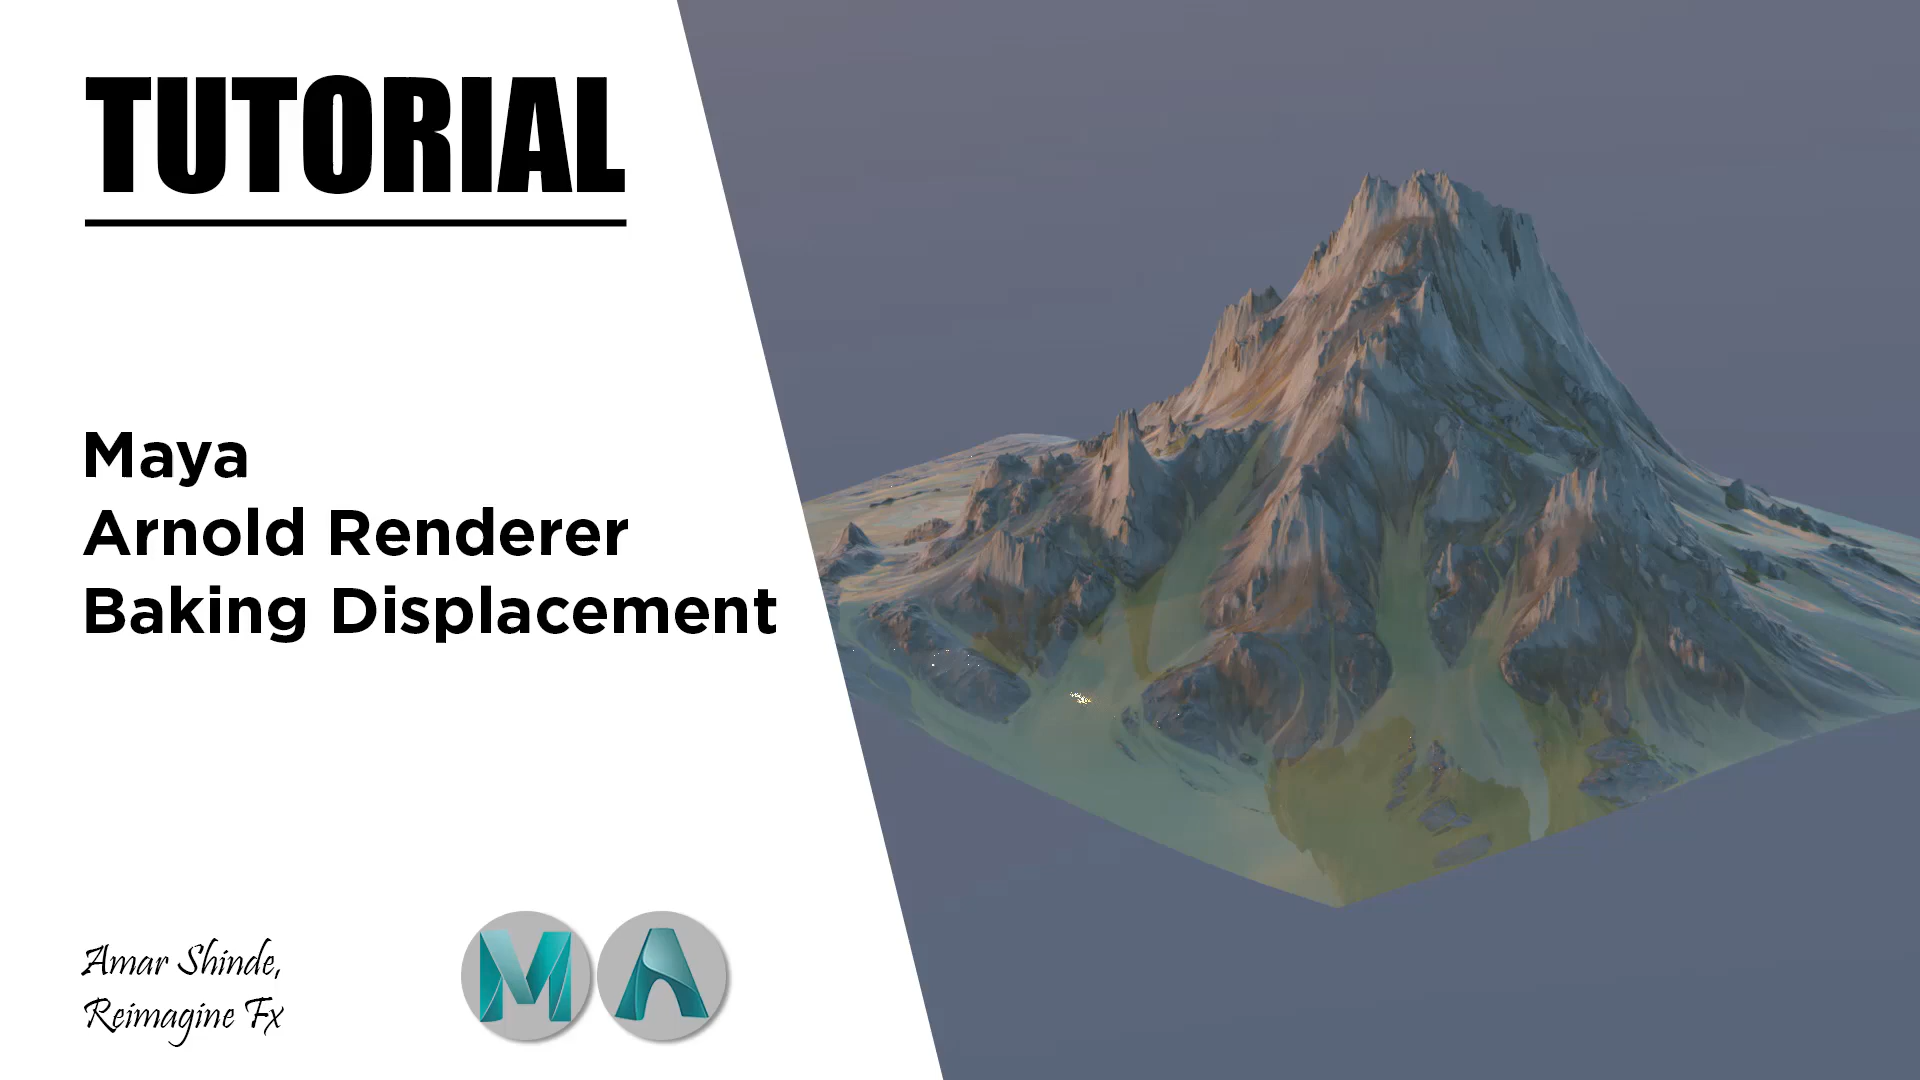 TUTORIAL
Maya
Arnold Renderer
Baking Displacement
Amar Shinde,
Reimagine Fx
M A